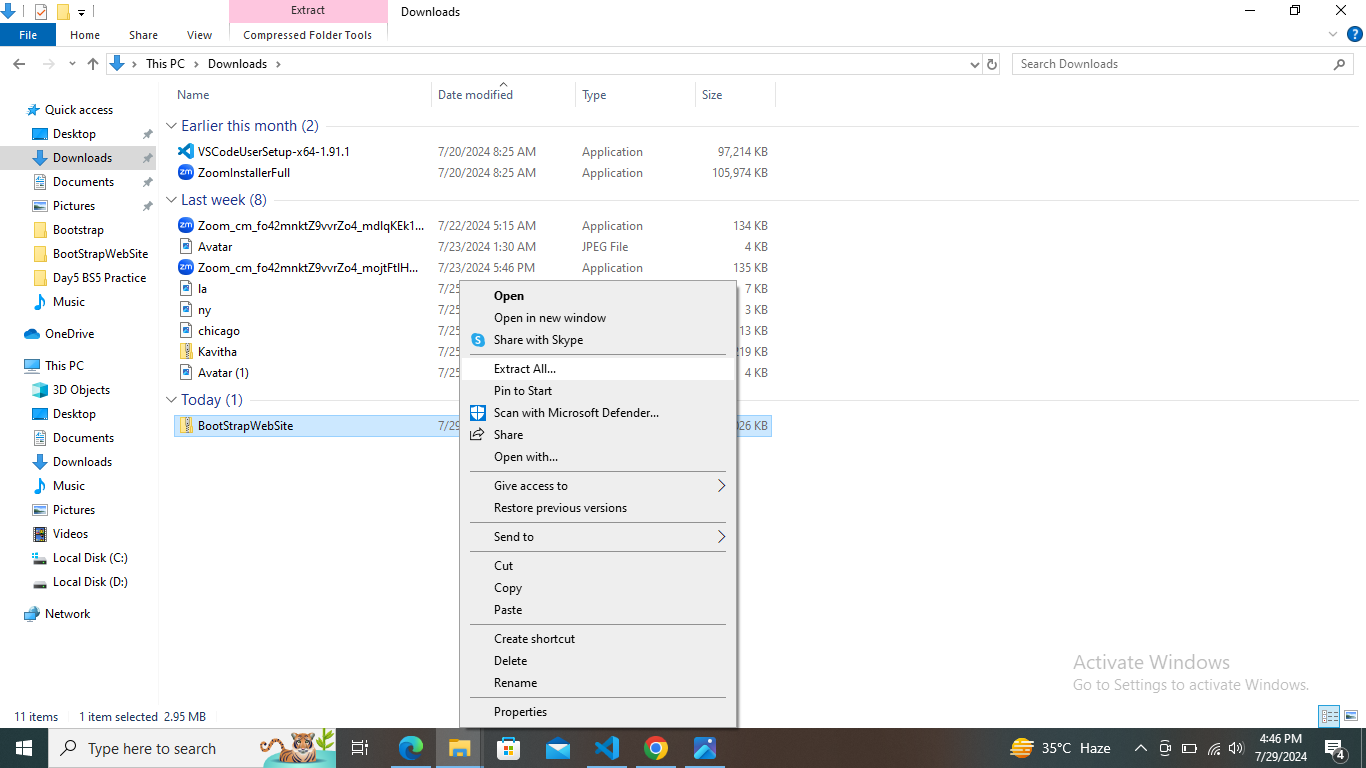 Extract
Downloads
File
Home
Share
View
Compressed Folder Tools
This PC
Downloads
Search Downloads
Name
Date modified
Type
Size
Quick access
Desktop
Downloads
Documents
Pictures
Bootstrap
BootStrapWebSite
Day5 BS5 Practice
Music
OneDrive
This PC
3D Objects
Desktop
Documents
Downloads
Music
Pictures
Videos
Local Disk (C:)
Local Disk (D:)
Network
Earlier this month (2)
VSCodeUserSetup-x64-1.91.1 7/20/2024 8:25 AM Application 97,214 KB
zm ZoomInstallerFull 7/20/2024 8:25 AM Application 105,974 KB
Last week (8)
zm Zoom_cm_fo42mnktZ9vvrZo4_mdIqKEk1... 7/22/2024 5:15 AM Application 134 KB
Avatar 7/23/2024 1:30 AM JPEG File 4 KB
zm Zoom_cm_fo42mnktZ9vvrZo4_mojtFtIH... 7/23/2024 5:46 PM Application 135 KB
la 7/25 7 KB
ny 7/25 3 KB
chicago 7/25 13 KB
Kavitha 7/25 219 KB
Avatar (1) 7/25 4 KB
Today (1)
BootStrapWebSite 7/29 026 KB
Open
Open in new window
Share with Skype
Extract All...
Pin to Start
Scan with Microsoft Defender...
Share
Open with...
Give access to
Restore previous versions
Send to
Cut
Copy
Paste
Create shortcut
Delete
Rename
Properties
Activate Windows
Go to Settings to activate Windows.
11 items 1 item selected 2.95 MB
Type here to search
35°C Haze
4:46 PM
7/29/2024
4